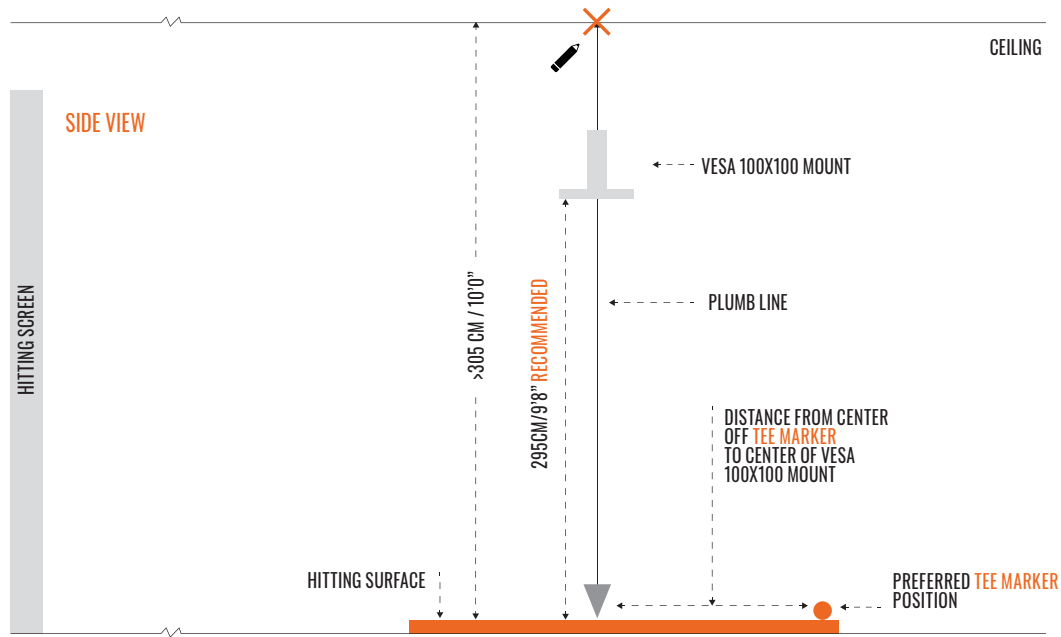 CEILING
SIDE VIEW
VESA 100X100 MOUNT
HITTING SCREEN
>305 CM / 10'0”
295CM/9'8” RECOMMENDED
PLUMB LINE
DISTANCE FROM CENTER
OFF TEE MARKER
TO CENTER OF VESA
100X100 MOUNT
HITTING SURFACE
PREFERRED TEE MARKER
POSITION